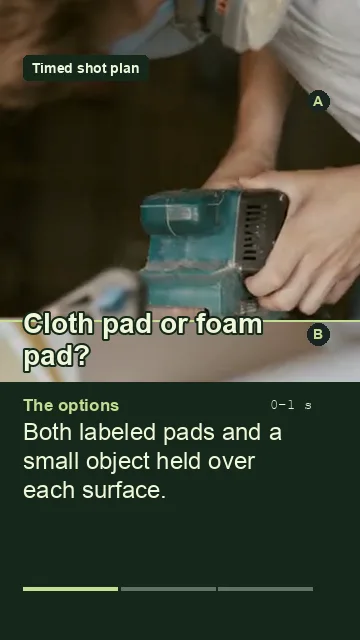 Timed shot plan
A
Cloth pad or foam
pad?
B
The options
0–1 s
Both labeled pads and a
small object held over
each surface.